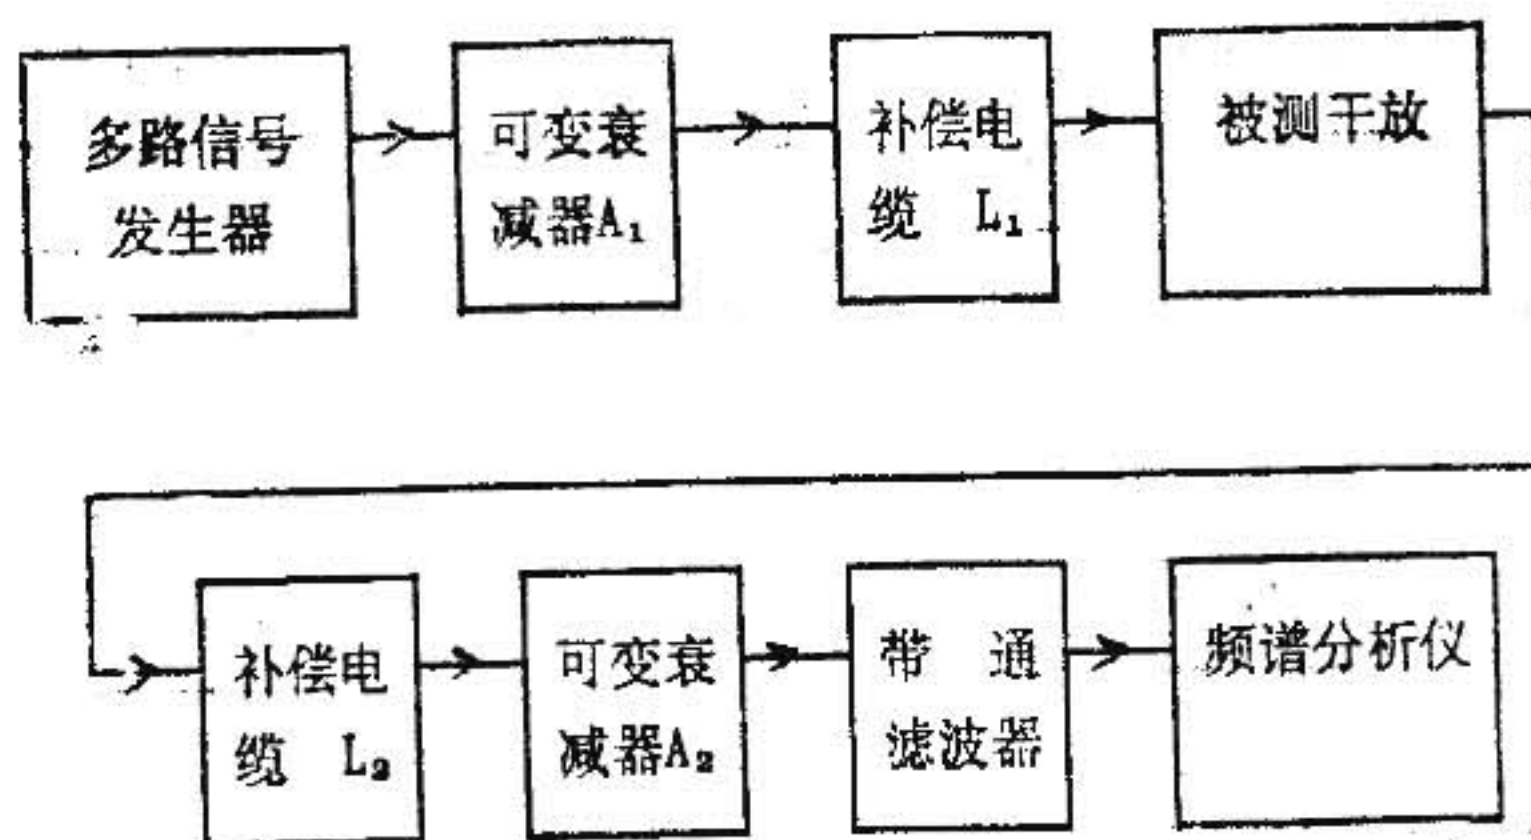 多路信号
发生器
可变衰
减器A₁
补偿电
缆 L₁
被测干放
补偿电
缆 L₂
可变衰
减器A₂
带 通
滤波器
频谱分析仪